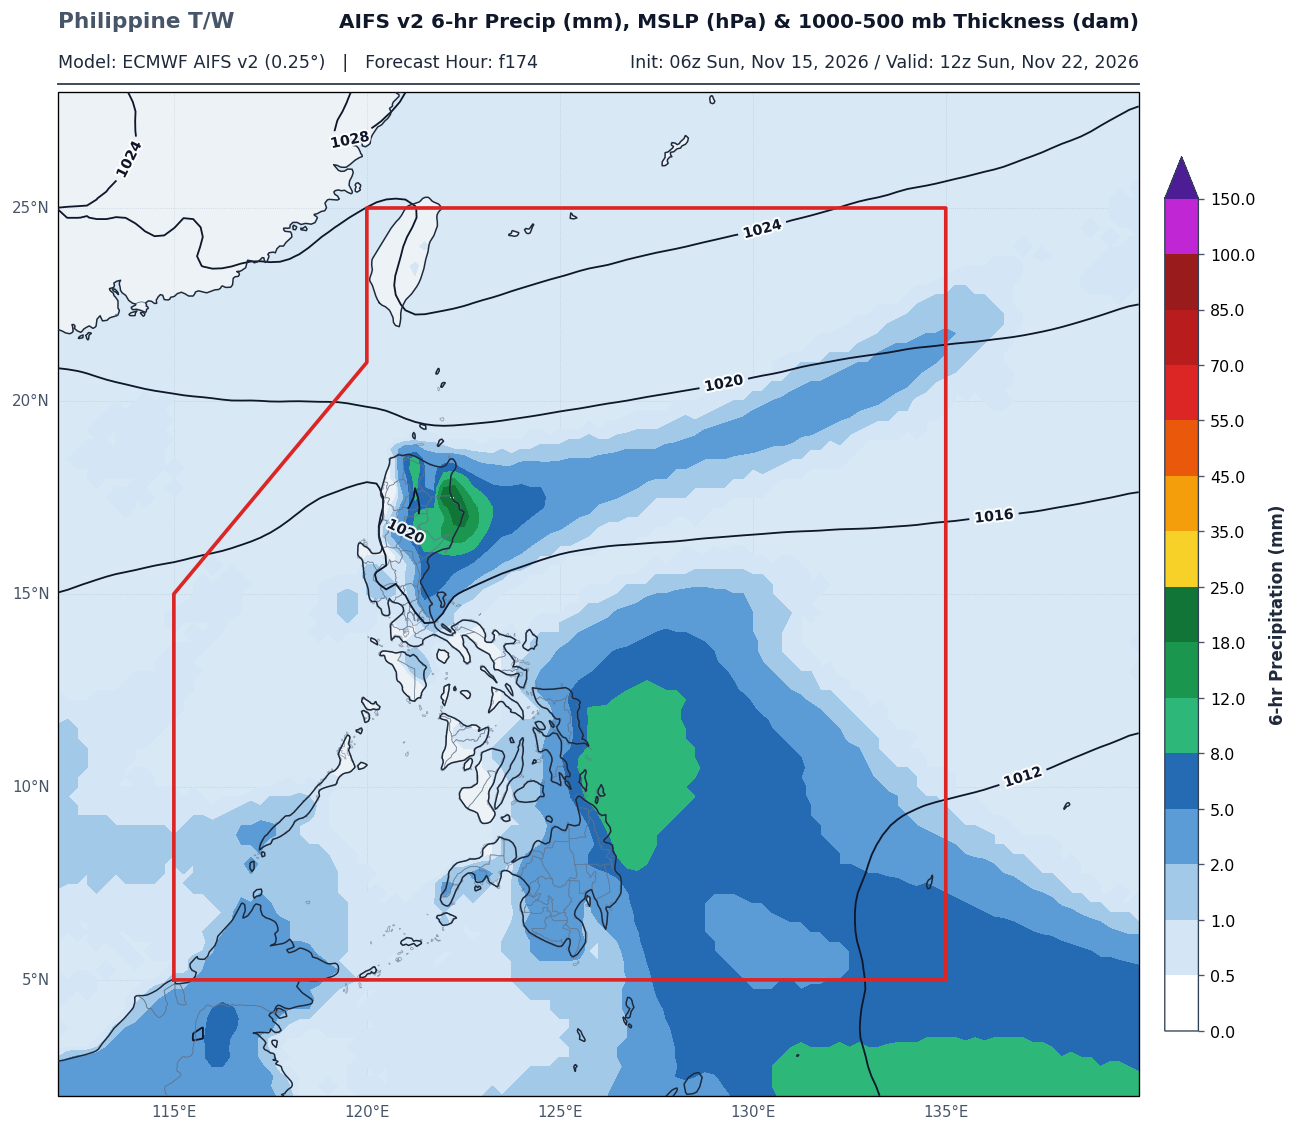 Philippine T/W
AIFS v2 6-hr Precip (mm), MSLP (hPa) & 1000-500 mb Thickness (dam)
Model: ECMWF AIFS v2 (0.25°) | Forecast Hour: f174
Init: 06z Sun, Nov 15, 2026 / Valid: 12z Sun, Nov 22, 2026
1024
1028
1024
1020
1020
1016
1012
25°N
20°N
15°N
10°N
5°N
115°E
120°E
125°E
130°E
135°E
150.0
100.0
85.0
70.0
55.0
45.0
35.0
25.0
18.0
12.0
8.0
5.0
2.0
1.0
0.5
0.0
6-hr Precipitation (mm)